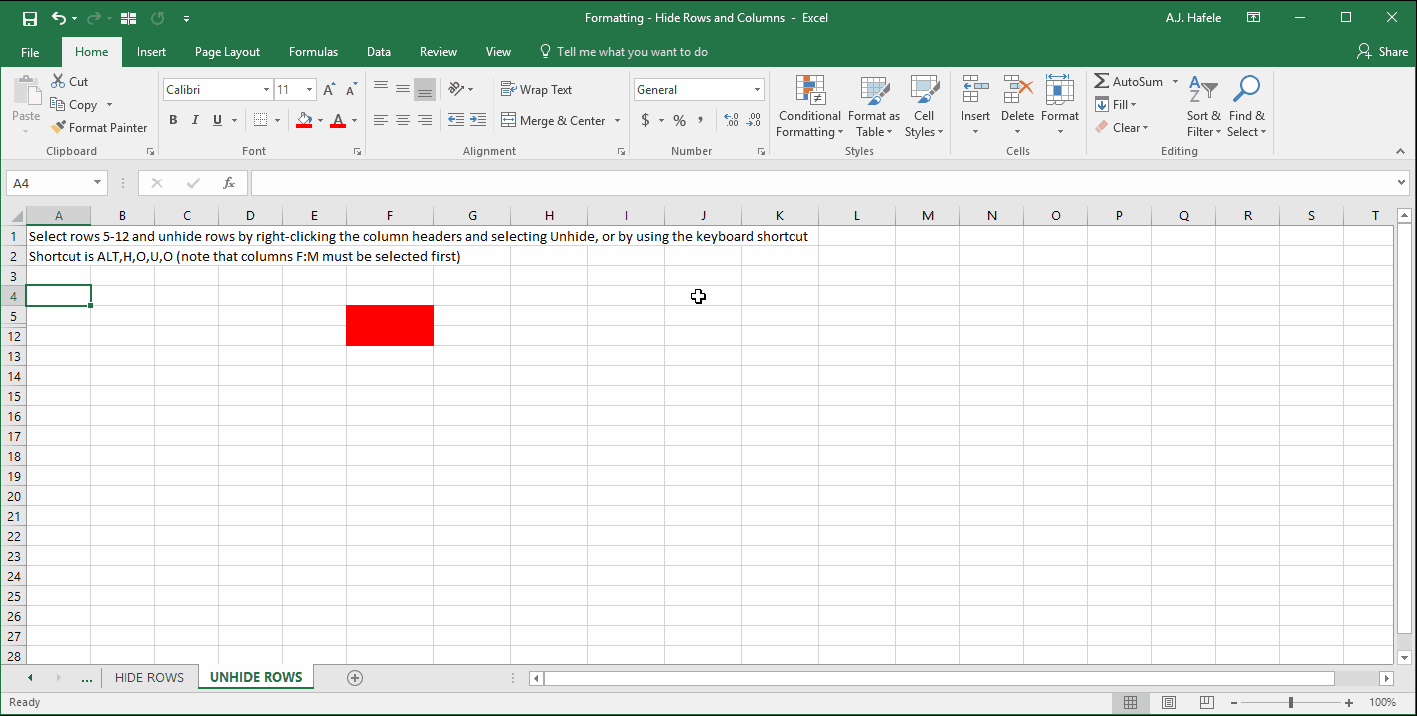 Formatting - Hide Rows and Columns - Excel
A.J. Hafele
File Home Insert Page Layout Formulas Data Review View Tell me what you want to do Share
Paste
Cut
Copy
Format Painter
Clipboard
Calibri 11
A A
B I U A
Font
Wrap Text
Merge & Center
Alignment
General
$ % , .0 .00 .00 .0
Number
Conditional Formatting
Format as Table
Cell Styles
Styles
Insert Delete Format
Cells
AutoSum
Fill
Clear
Sort & Filter
Find & Select
Editing
A4
fx
A B C D E F G H I J K L M N O P Q R S T
1 Select rows 5-12 and unhide rows by right-clicking the column headers and selecting Unhide, or by using the keyboard shortcut
2 Shortcut is ALT,H,O,U,O (note that columns F:M must be selected first)
3
4
5
12
13
14
15
16
17
18
19
20
21
22
23
24
25
26
27
28
... HIDE ROWS UNHIDE ROWS
Ready
100%